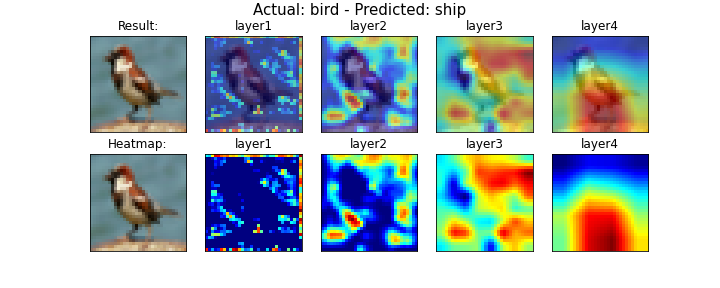 Actual: bird - Predicted: ship
Result: layer1 layer2 layer3 layer4
Heatmap: layer1 layer2 layer3 layer4